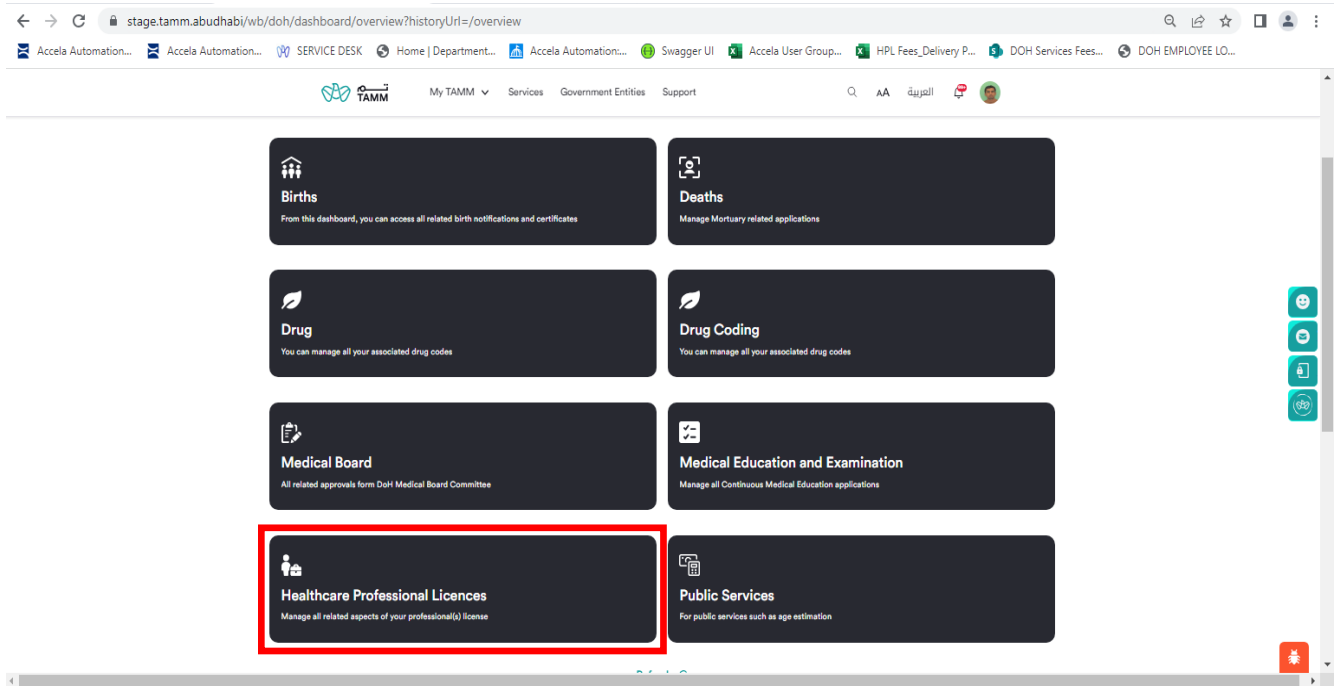 stage.tamm.abudhabi/wb/doh/dashboard/overview?historyUrl=/overview
Accela Automation... Accela Automation... SERVICE DESK Home | Department... Accela Automation:... Swagger UI Accela User Group... HPL Fees_Delivery P... DOH Services Fees... DOH EMPLOYEE LO...
تـــــم TAMM My TAMM Services Government Entities Support AA العربية
Births
From this dashboard, you can access all related birth notifications and certificates
Deaths
Manage Mortuary related applications
Drug
You can manage all your associated drug codes
Drug Coding
You can manage all your associated drug codes
Medical Board
All related approvals form DoH Medical Board Committee
Medical Education and Examination
Manage all Continuous Medical Education applications
Healthcare Professional Licences
Manage all related aspects of your professional(s) license
Public Services
For public services such as age estimation